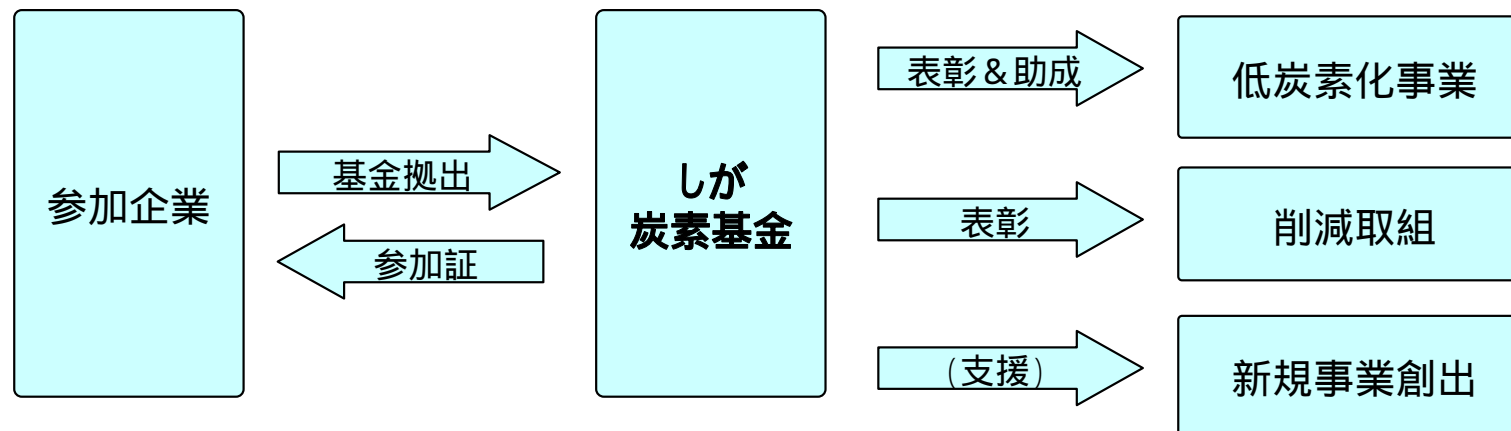 参加企業
基金拠出
参加証
しが
炭素基金
表彰＆助成
低炭素化事業
表彰
削減取組
（支援）
新規事業創出